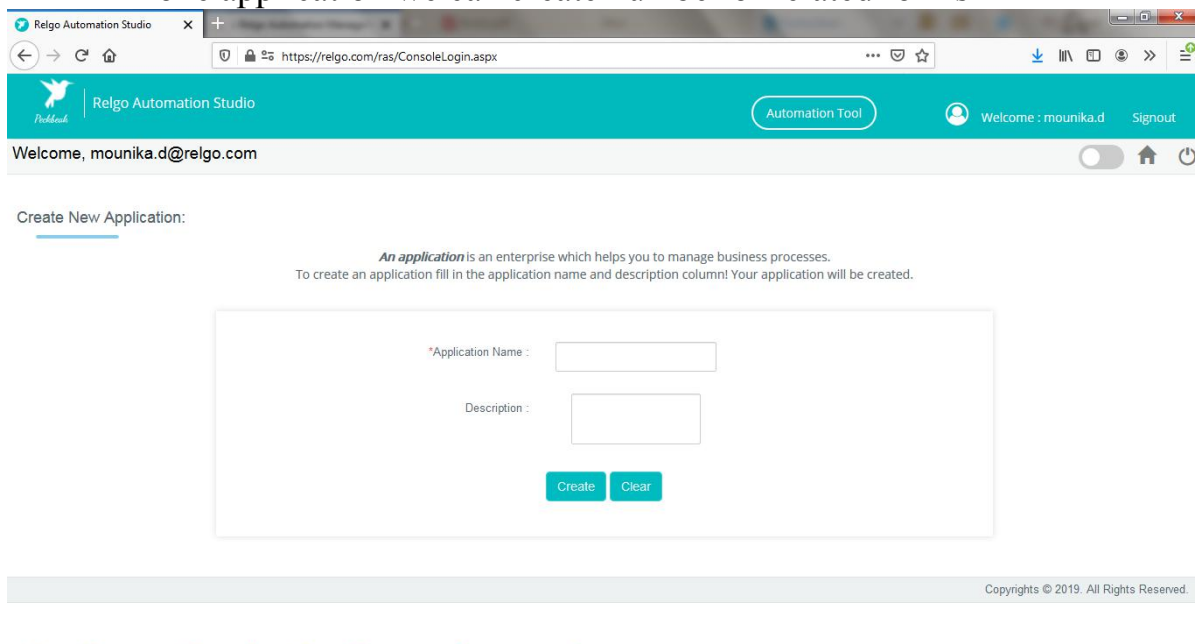 Relgo Automation Studio
https://relgo.com/ras/ConsoleLogin.aspx
Peckbeak
Relgo Automation Studio
Automation Tool
Welcome : mounika.d
Signout
Welcome, mounika.d@relgo.com
Create New Application:
An application is an enterprise which helps you to manage business processes.
To create an application fill in the application name and description column! Your application will be created.
*Application Name :
Description :
Create
Clear
Copyrights © 2019. All Rights Reserved.